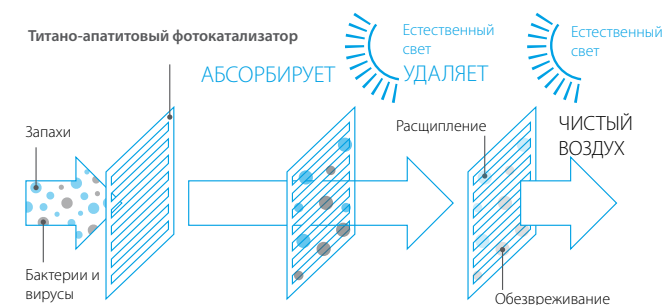 Титано-апатитовый фотокатализатор
АБСОРБИРУЕТ
Естественный
свет
УДАЛЯЕТ
Естественный
свет
Запахи
Расщипление
ЧИСТЫЙ
ВОЗДУХ
Бактерии и
вирусы
Обезвреживание